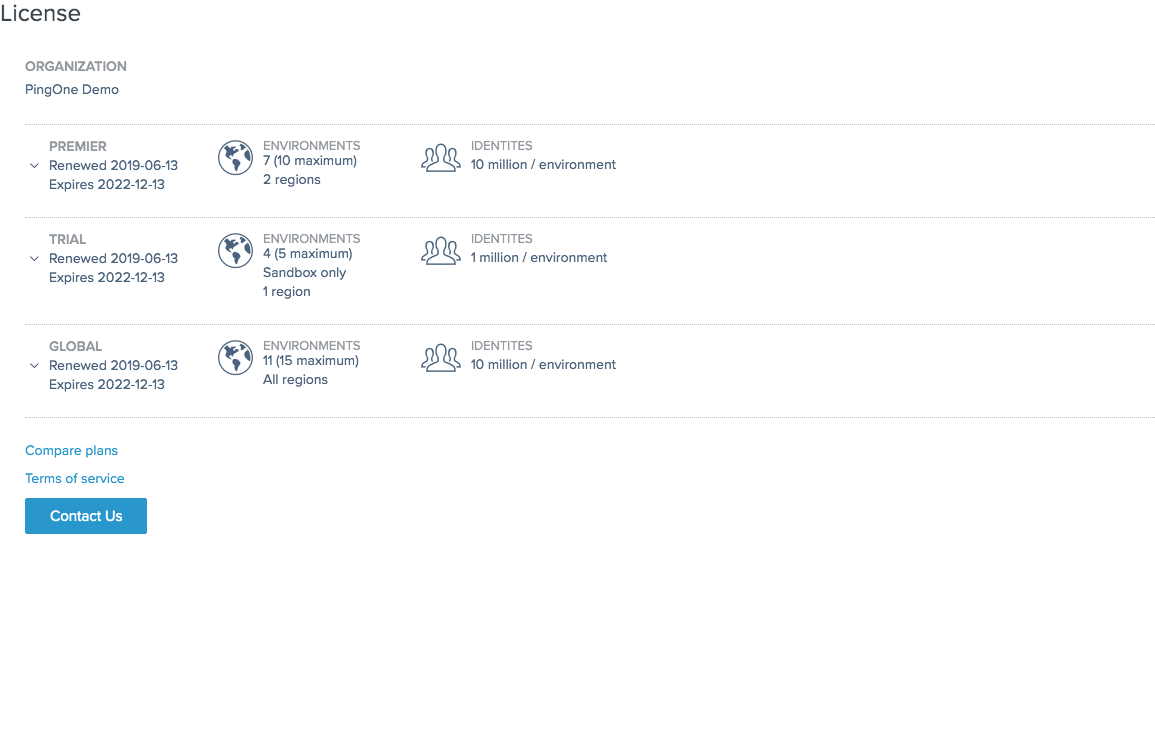 License
ORGANIZATION
PingOne Demo
PREMIER
Renewed 2019-06-13
Expires 2022-12-13
ENVIRONMENTS
7 (10 maximum)
2 regions
IDENTITES
10 million / environment
TRIAL
Renewed 2019-06-13
Expires 2022-12-13
ENVIRONMENTS
4 (5 maximum)
Sandbox only
1 region
IDENTITES
1 million / environment
GLOBAL
Renewed 2019-06-13
Expires 2022-12-13
ENVIRONMENTS
11 (15 maximum)
All regions
IDENTITES
10 million / environment
Compare plans
Terms of service
Contact Us